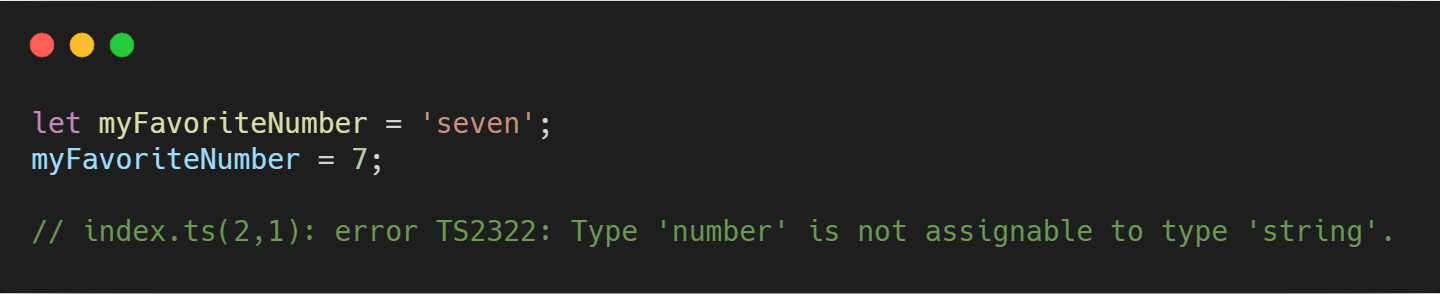 let myFavoriteNumber = 'seven';
myFavoriteNumber = 7;
// index.ts(2,1): error TS2322: Type 'number' is not assignable to type 'string'.